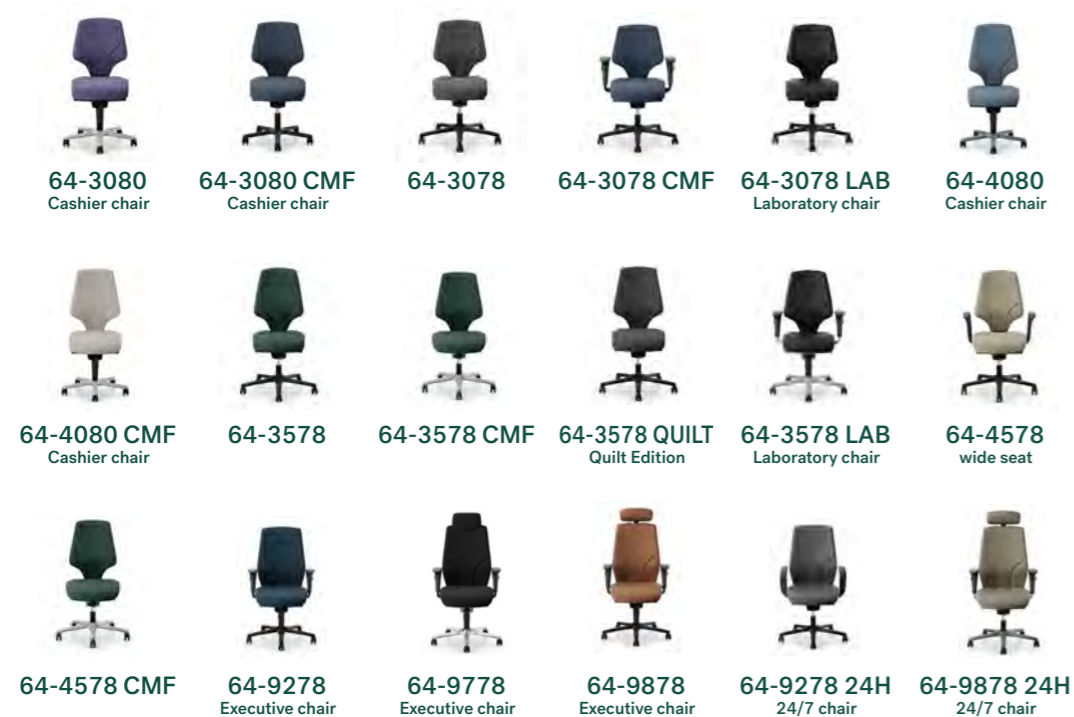 64-3080
Cashier chair
64-3080 CMF
Cashier chair
64-3078
64-3078 CMF
64-3078 LAB
Laboratory chair
64-4080
Cashier chair
64-4080 CMF
Cashier chair
64-3578
64-3578 CMF
64-3578 QUILT
Quilt Edition
64-3578 LAB
Laboratory chair
64-4578
wide seat
64-4578 CMF
64-9278
Executive chair
64-9778
Executive chair
64-9878
Executive chair
64-9278 24H
24/7 chair
64-9878 24H
24/7 chair